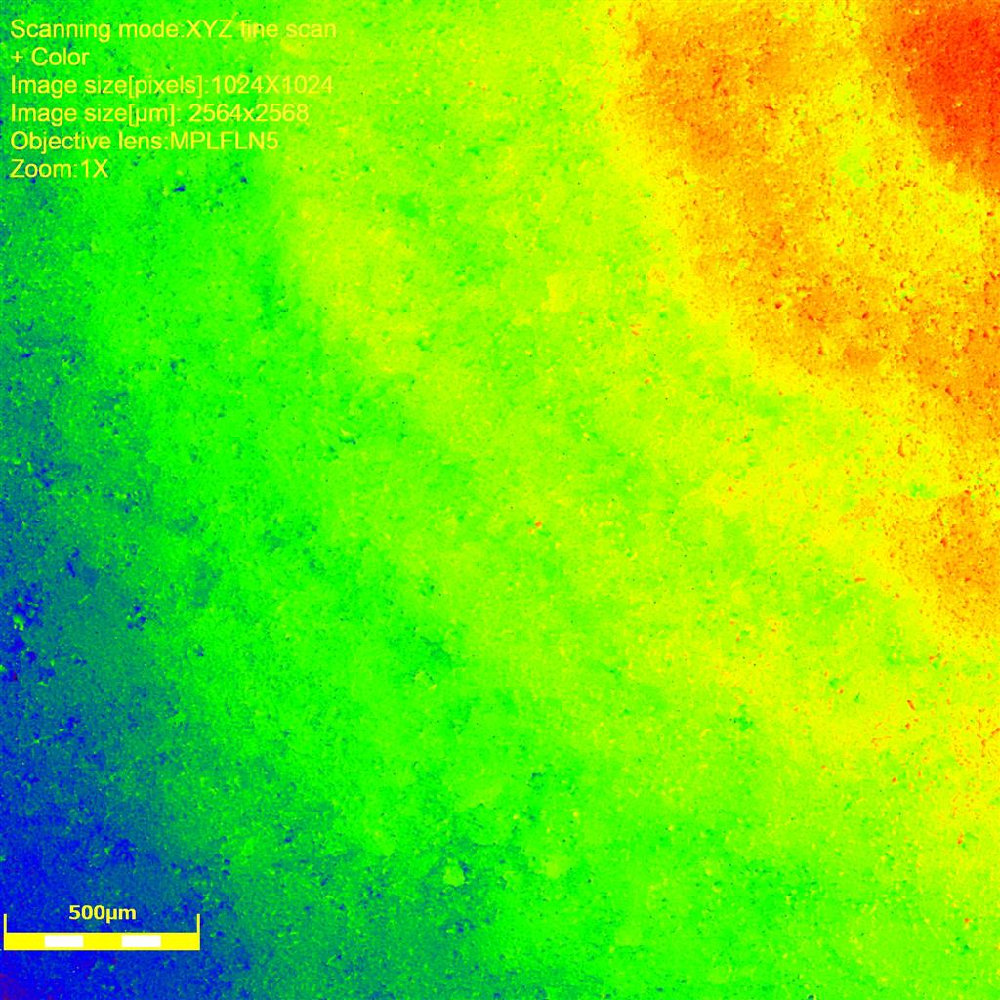 Scanning mode:XYZ fine scan
+ Color
Image size[pixels]:1024X1024
Image size[µm]: 2564x2568
Objective lens:MPLFLN5
Zoom:1X
500µm